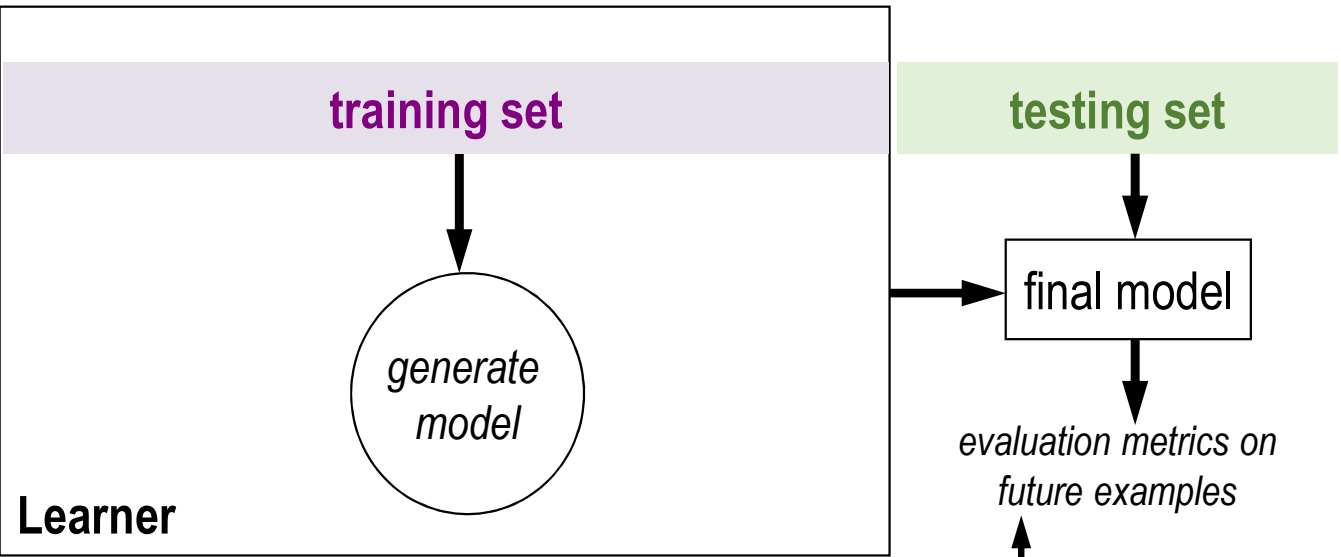 training set
testing set
generate
model
final model
evaluation metrics on
future examples
Learner